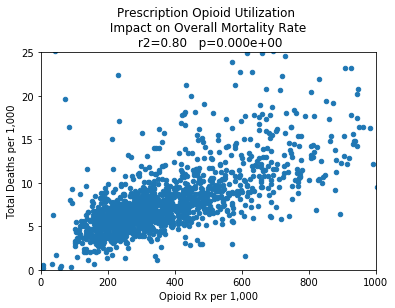 Prescription Opioid Utilization
Impact on Overall Mortality Rate
r2=0.80 p=0.000e+00
Total Deaths per 1,000
25
20
15
10
5
0
0 200 400 600 800 1000
Opioid Rx per 1,000